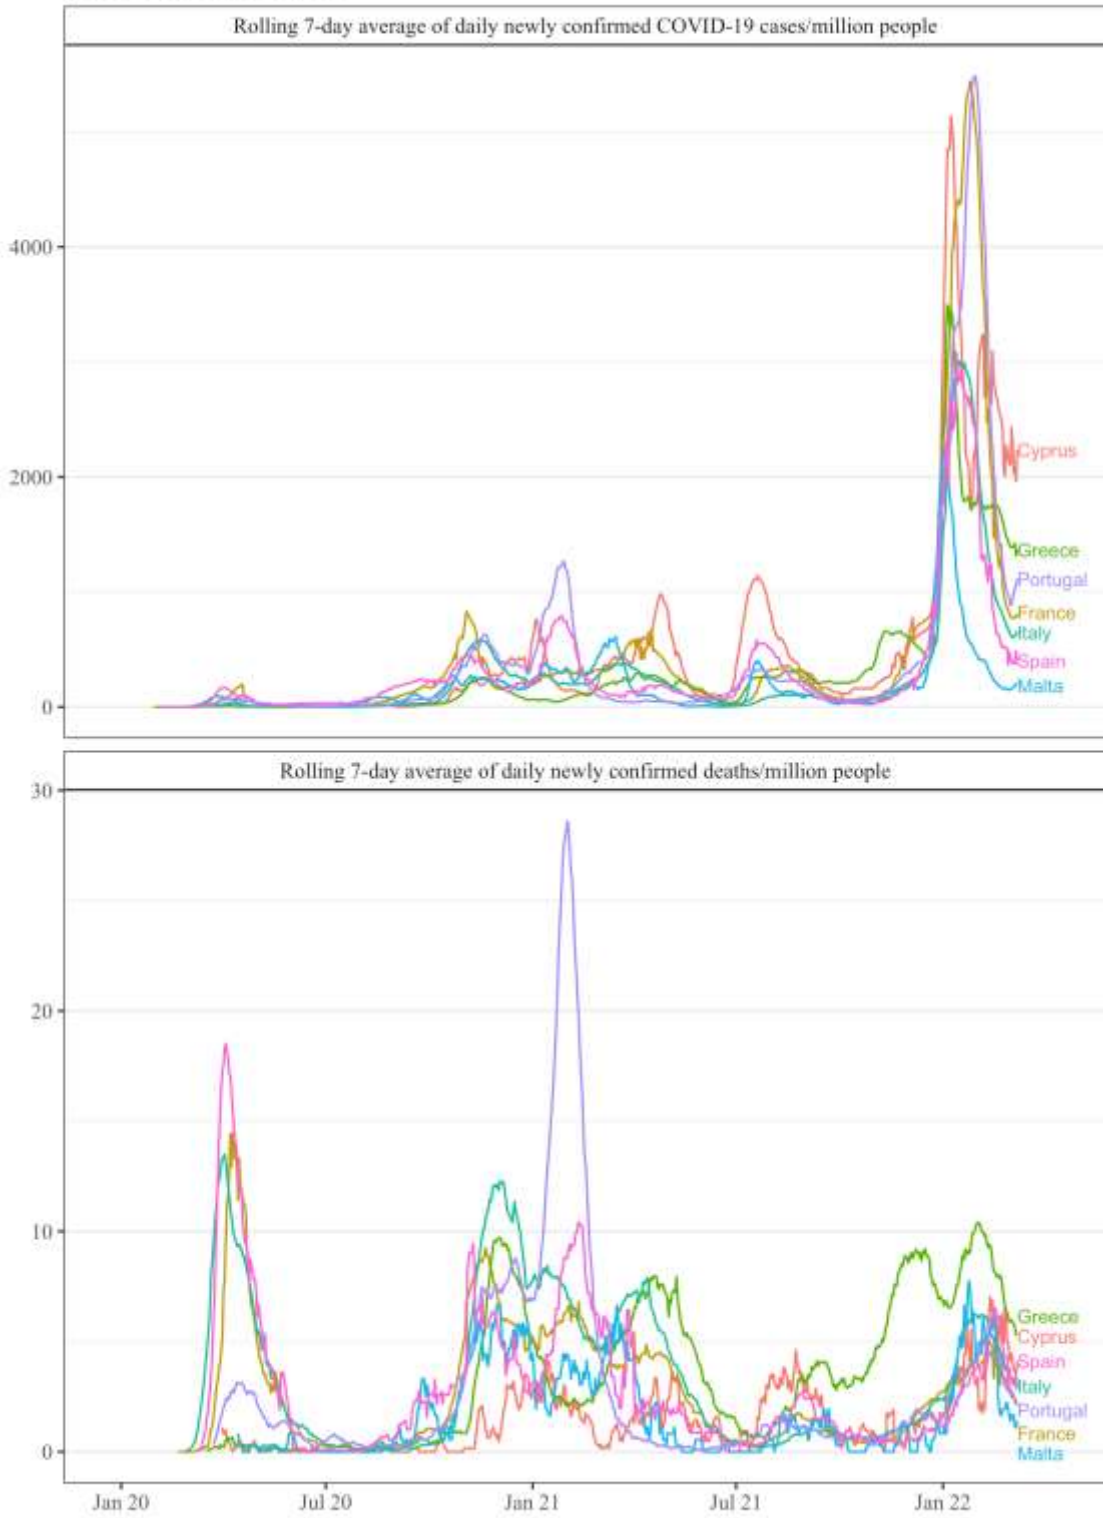 Rolling 7-day average of daily newly confirmed COVID-19 cases/million people
4000
2000
0
Cyprus
Greece
Portugal
France
Italy
Spain
Malta
Rolling 7-day average of daily newly confirmed deaths/million people
30
20
10
0
Greece
Cyprus
Spain
Italy
Portugal
France
Malta
Jan 20 Jul 20 Jan 21 Jul 21 Jan 22